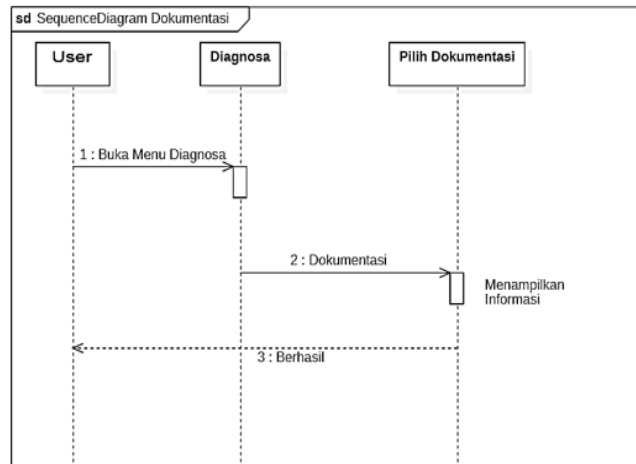 sd SequenceDiagram Dokumentasi
User
Diagnosa
Pilih Dokumentasi
1 : Buka Menu Diagnosa
2 : Dokumentasi
Menampilkan
Informasi
3 : Berhasil